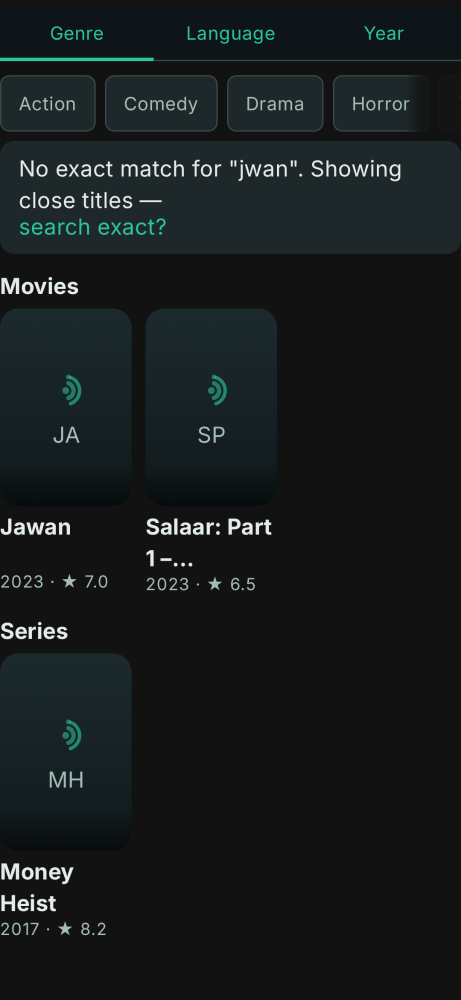 Genre Language Year
Action Comedy Drama Horror
No exact match for "jwan". Showing
close titles —
search exact?
Movies
JA SP
Jawan Salaar: Part
1 –...
2023 · ★ 7.0 2023 · ★ 6.5
Series
MH
Money
Heist
2017 · ★ 8.2